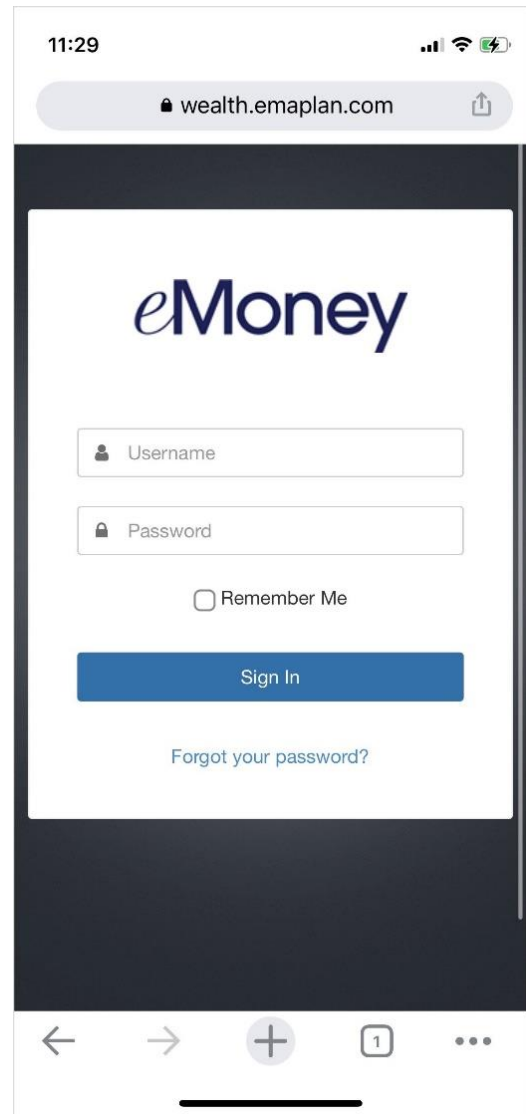 11:29
wealth.emaplan.com
eMoney
Username
Password
Remember Me
Sign In
Forgot your password?
1